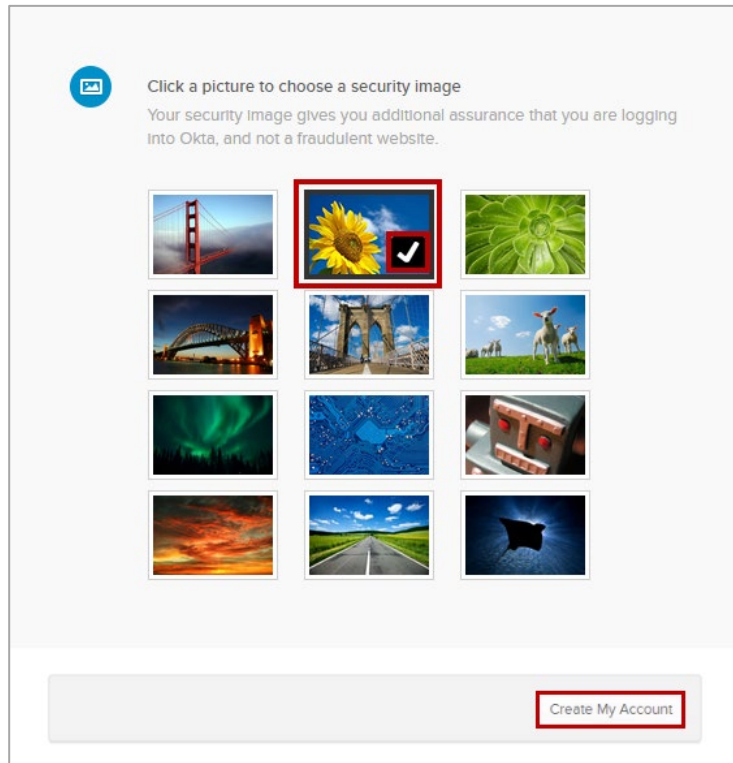 Click a picture to choose a security image
Your security image gives you additional assurance that you are logging
into Okta, and not a fraudulent website.
Create My Account